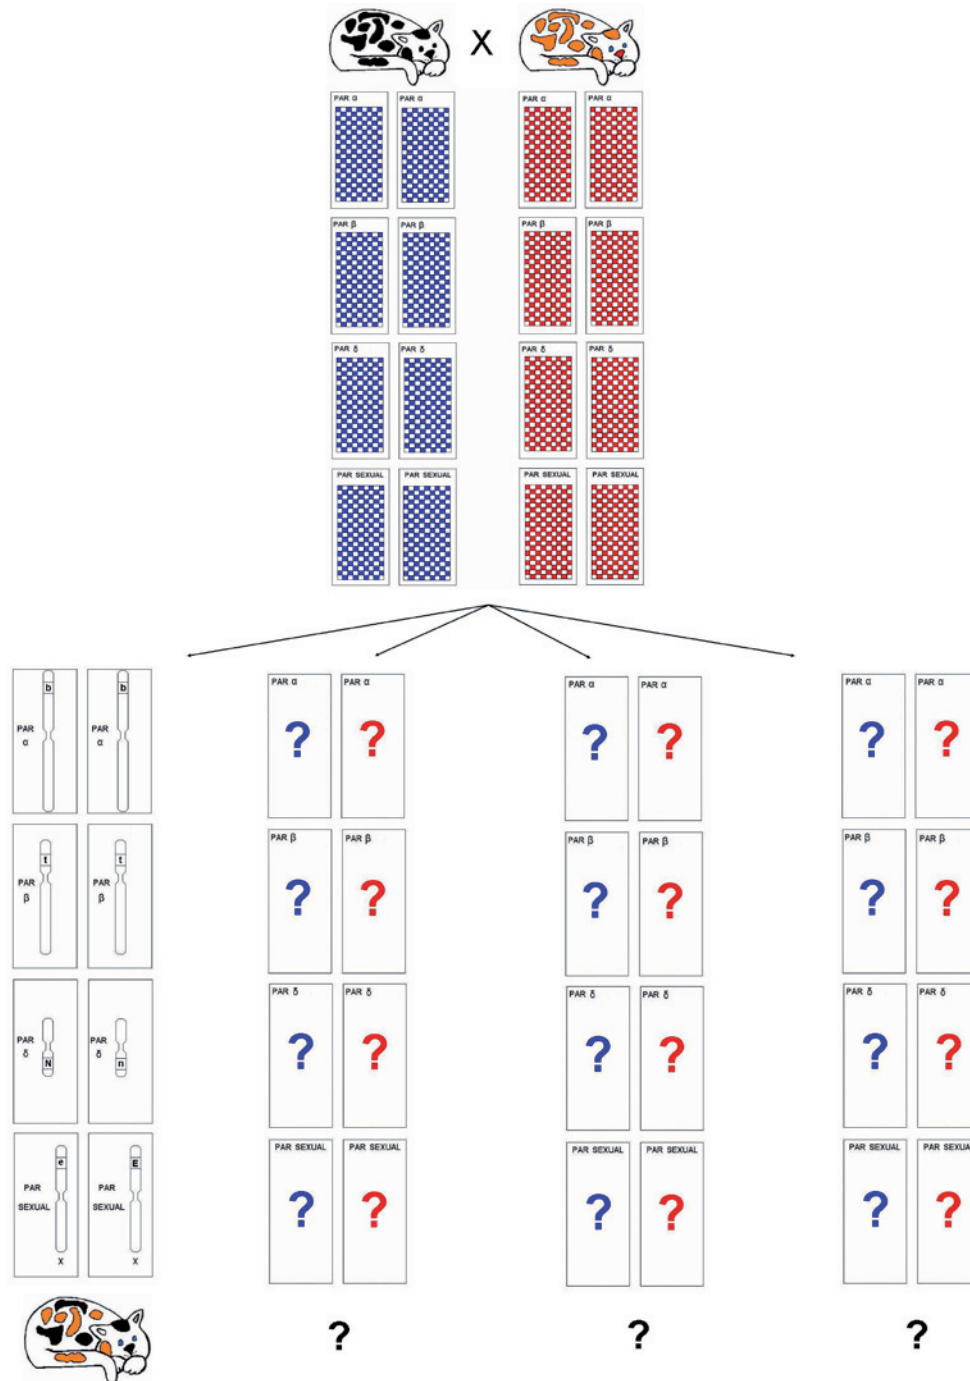 X
PAR α PAR α PAR α PAR α
PAR β PAR β PAR β PAR β
PAR δ PAR δ PAR δ PAR δ
PAR SEXUAL PAR SEXUAL PAR SEXUAL PAR SEXUAL
b b
PAR α PAR α
t t
PAR β PAR β
PAR δ PAR δ
N n
e E
PAR SEXUAL PAR SEXUAL
X X
PAR α PAR α
? ?
PAR β PAR β
? ?
PAR δ PAR δ
? ?
PAR SEXUAL PAR SEXUAL
? ?
?
PAR α PAR α
? ?
PAR β PAR β
? ?
PAR δ PAR δ
? ?
PAR SEXUAL PAR SEXUAL
? ?
?
PAR α PAR α
? ?
PAR β PAR β
? ?
PAR δ PAR δ
? ?
PAR SEXUAL PAR SEXUAL
? ?
?